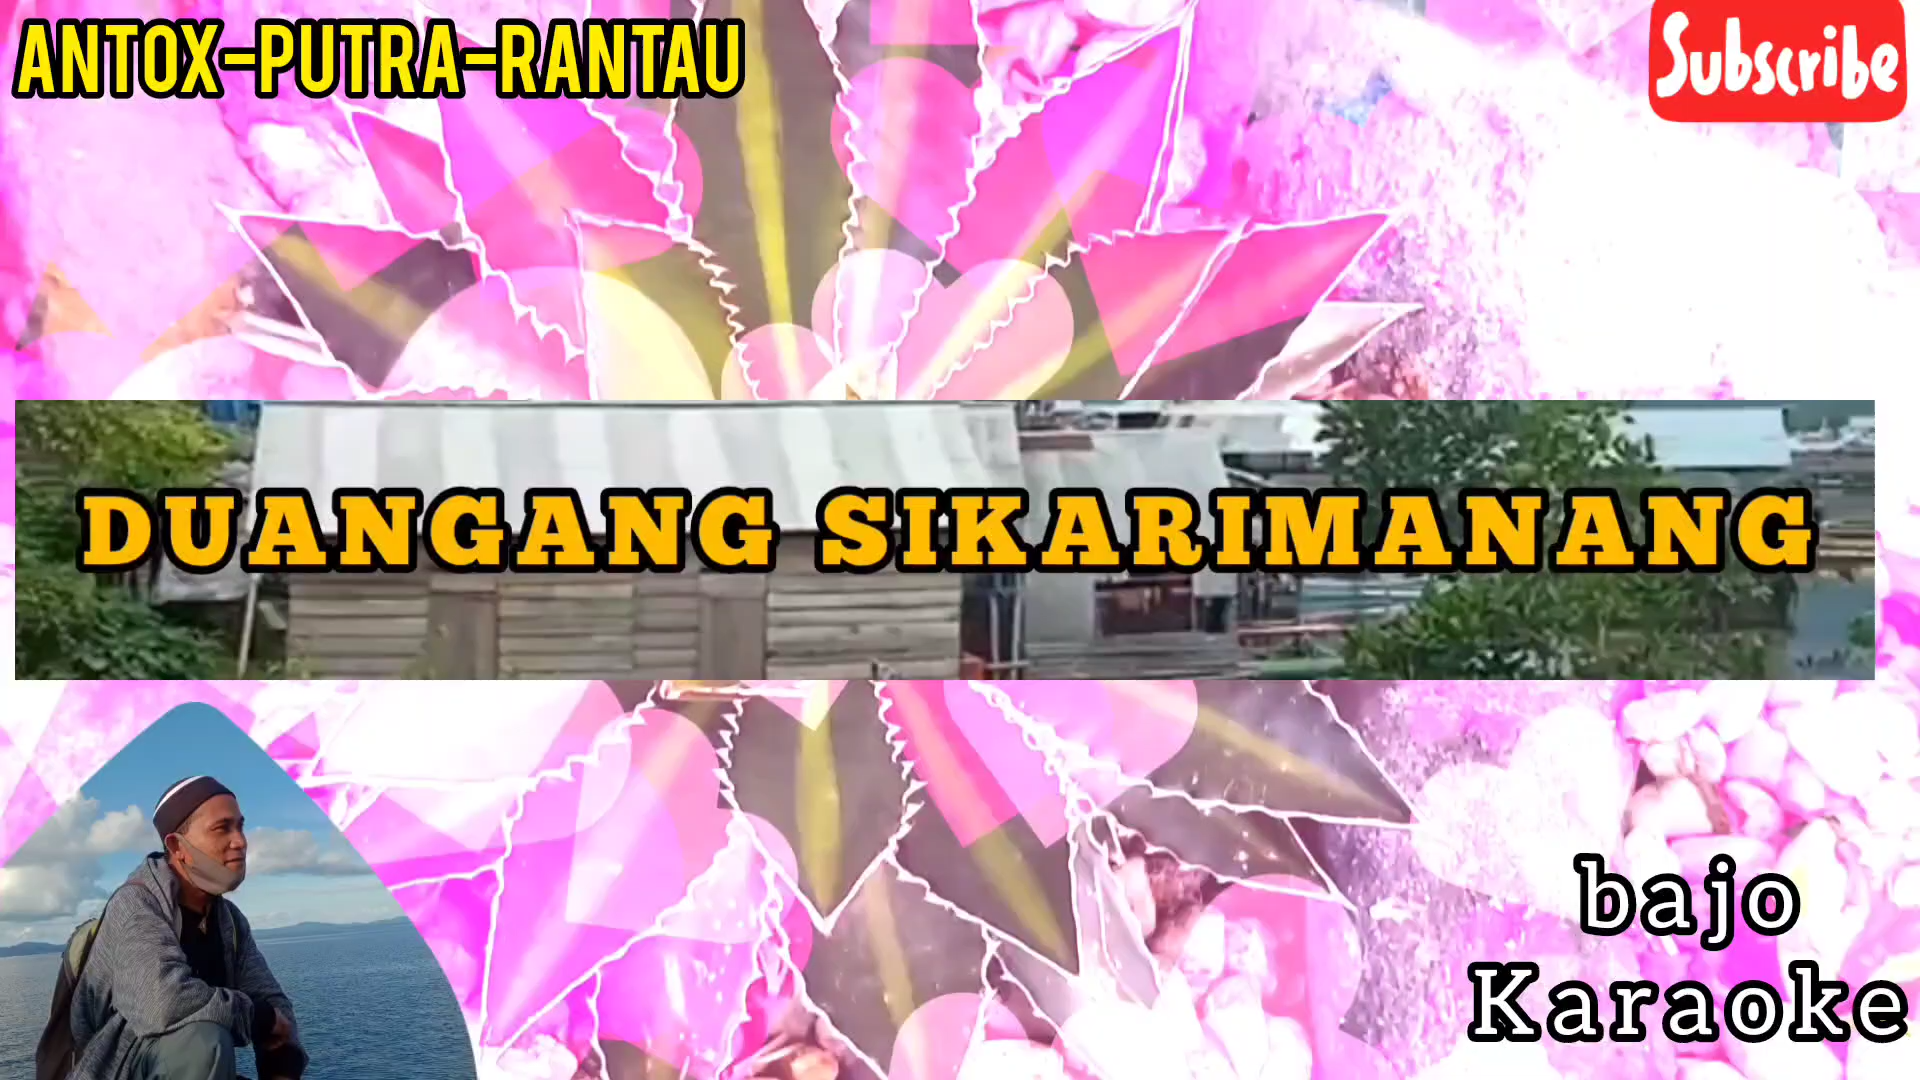 ANTOX-PUTRA-RANTAU
Subscribe
DUANGANG SIKARIMANANG
bajo
Karaoke